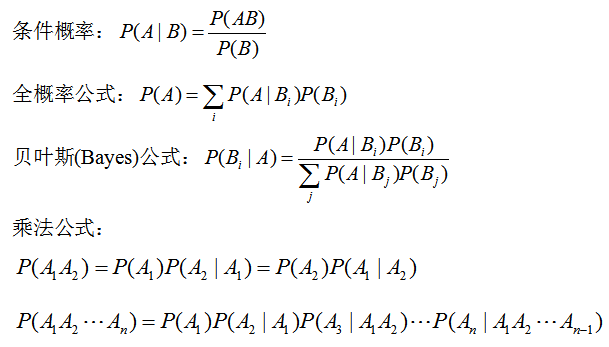 条件概率：P(A | B) = P(AB) / P(B)
全概率公式：P(A) = ∑_i P(A | B_i)P(B_i)
贝叶斯(Bayes)公式：P(B_i | A) = P(A | B_i)P(B_i) / ∑_j P(A | B_j)P(B_j)
乘法公式：
P(A_1A_2) = P(A_1)P(A_2 | A_1) = P(A_2)P(A_1 | A_2)
P(A_1A_2⋯A_n) = P(A_1)P(A_2 | A_1)P(A_3 | A_1A_2)⋯P(A_n | A_1A_2⋯A_{n−1})